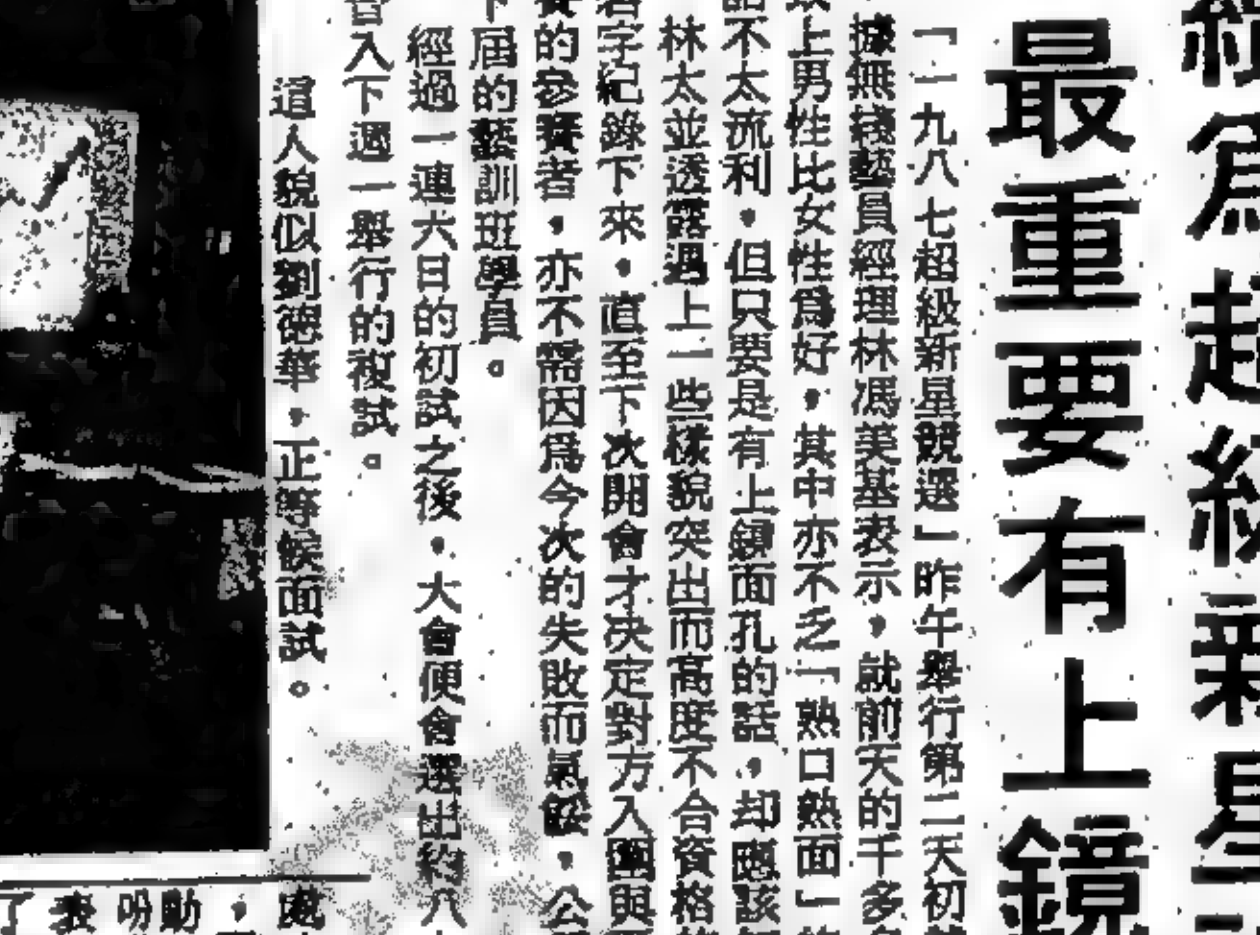 級新星
最重要有上鏡
「一九八七超級新星競選」昨午舉行第二天初
據無綫藝員經理林馮美基表示，就前天的千多
上男性比女性爲好，其中亦不乏「熟口熟面」
不太流利，但只要是有上鏡面孔的話，却應該
林太並透露遇上一些樣貌突出而高度不合資格
名字紀錄下來，直至下次開會才决定對方入圍與
賽的參賽者，亦不需因爲今次的失敗而氣餒，公
下屆的藝訓班學員。
經過一連六日的初試之後，大會便會選出約八
入下週一舉行的複試。
這人貌似劉德華，正等候面試。